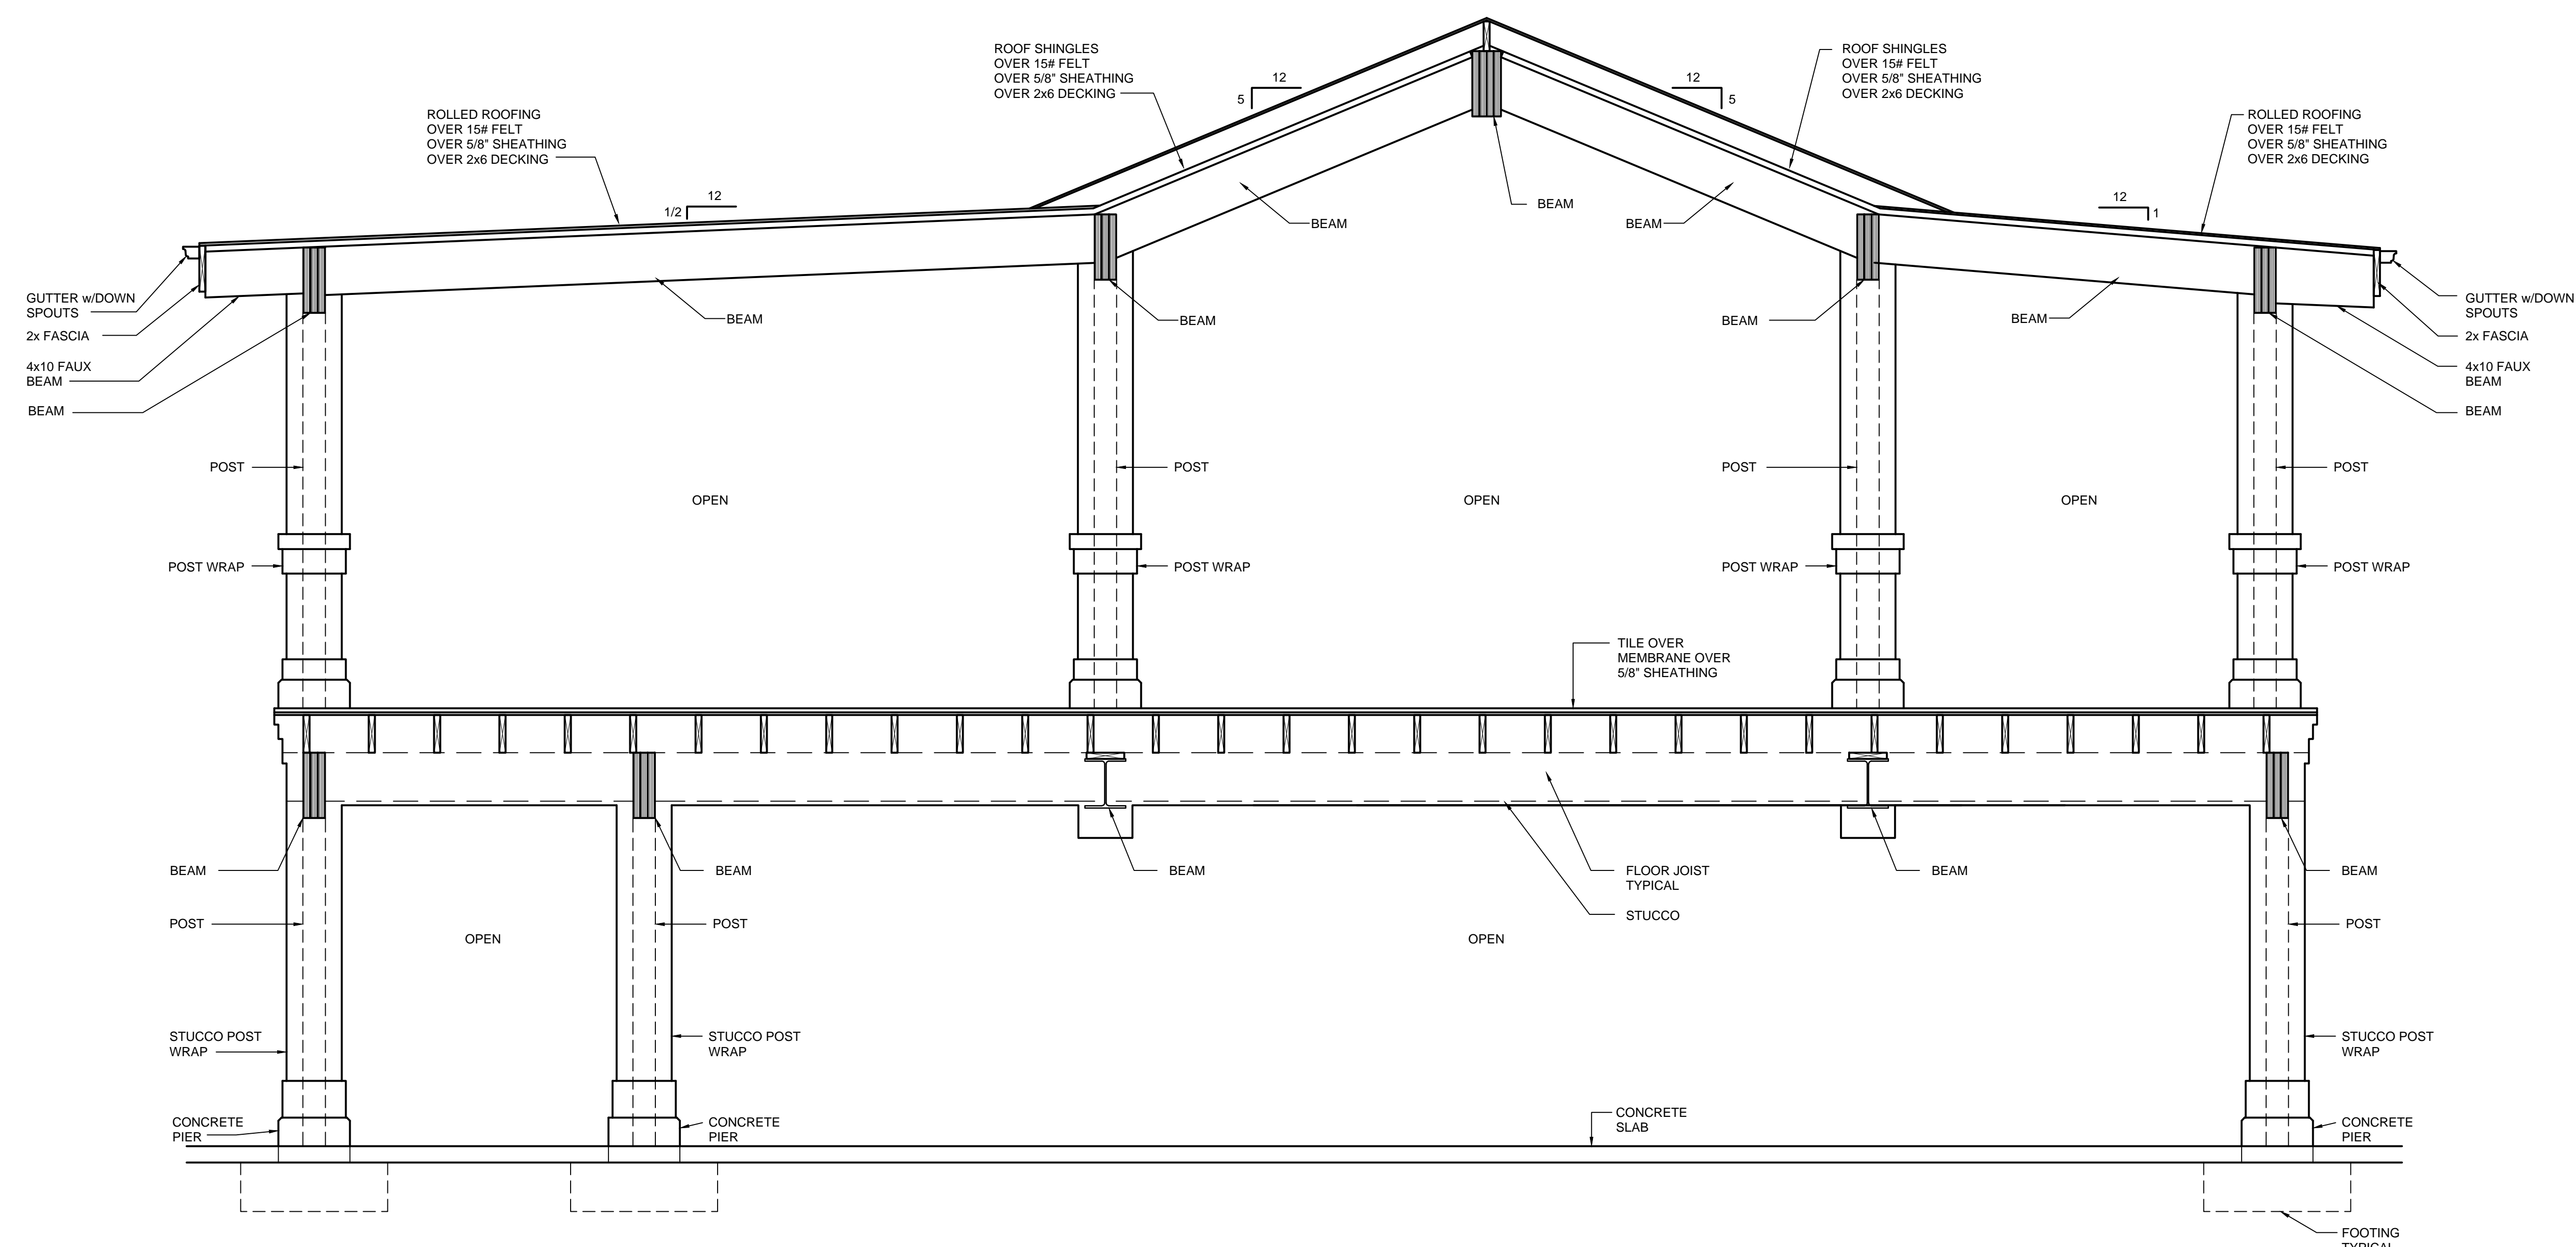 ROOF SHINGLES
OVER 15# FELT
OVER 5/8" SHEATHING
OVER 2x6 DECKING
12
5
12
5
ROOF SHINGLES
OVER 15# FELT
OVER 5/8" SHEATHING
OVER 2x6 DECKING
ROLLED ROOFING
OVER 15# FELT
OVER 5/8" SHEATHING
OVER 2x6 DECKING
12
1/2
12
1
ROLLED ROOFING
OVER 15# FELT
OVER 5/8" SHEATHING
OVER 2x6 DECKING
BEAM
BEAM
BEAM
GUTTER w/DOWN
SPOUTS
2x FASCIA
4x10 FAUX
BEAM
BEAM
BEAM
BEAM
BEAM
BEAM
GUTTER w/DOWN
SPOUTS
2x FASCIA
4x10 FAUX
BEAM
BEAM
POST
POST
POST
POST
OPEN
OPEN
OPEN
POST WRAP
POST WRAP
POST WRAP
POST WRAP
TILE OVER
MEMBRANE OVER
5/8" SHEATHING
BEAM
BEAM
BEAM
FLOOR JOIST
TYPICAL
BEAM
BEAM
STUCCO
POST
POST
POST
OPEN
OPEN
STUCCO POST
WRAP
STUCCO POST
WRAP
STUCCO POST
WRAP
CONCRETE
PIER
CONCRETE
PIER
CONCRETE
SLAB
CONCRETE
PIER
FOOTING
TYPICAL